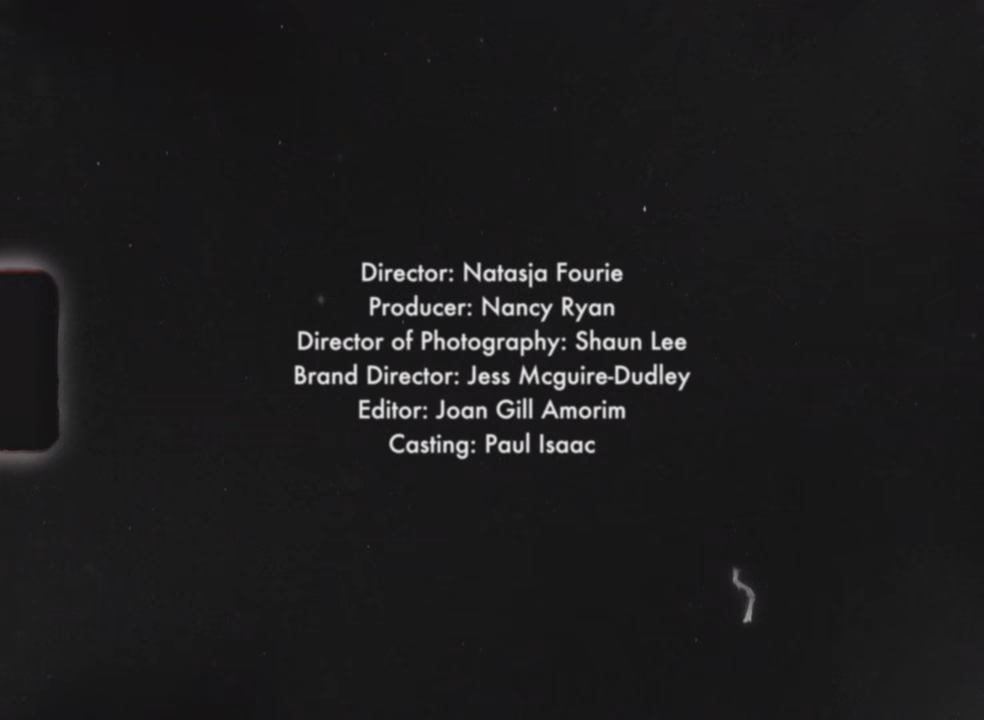 Director: Natasja Fourie
Producer: Nancy Ryan
Director of Photography: Shaun Lee
Brand Director: Jess Mcguire-Dudley
Editor: Joan Gill Amorim
Casting: Paul Isaac